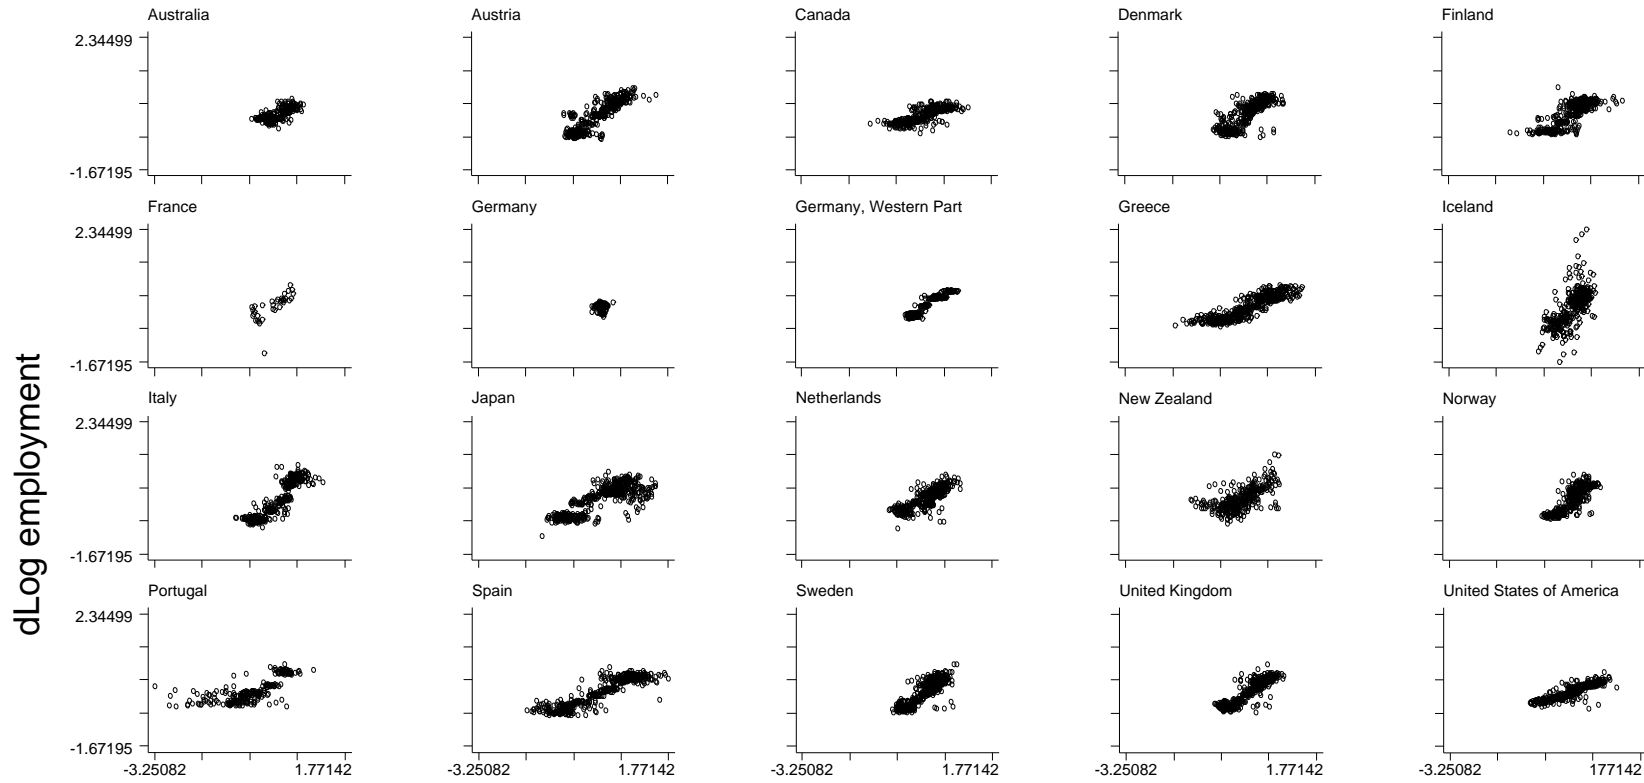 Australia
Austria
Canada
Denmark
Finland
2.34499
-1.67195
France
Germany
Germany, Western Part
Greece
Iceland
2.34499
-1.67195
dLog employment
Italy
Japan
Netherlands
New Zealand
Norway
2.34499
-1.67195
Portugal
Spain
Sweden
United Kingdom
United States of America
2.34499
-1.67195
-3.25082 1.77142 -3.25082 1.77142 -3.25082 1.77142 -3.25082 1.77142 -3.25082 177142